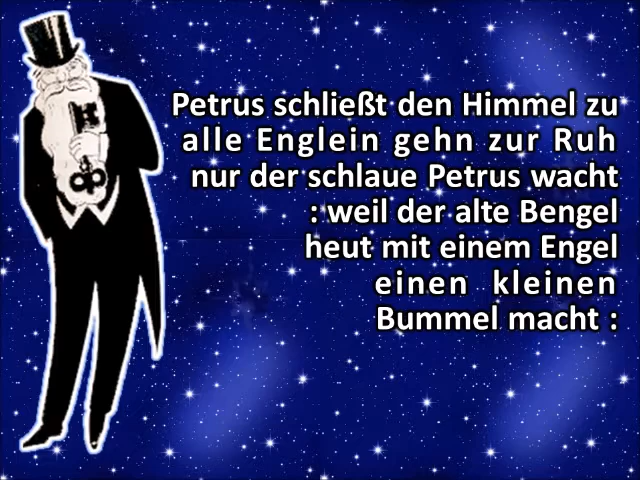 Petrus schließt den Himmel zu
alle Englein gehn zur Ruh
nur der schlaue Petrus wacht
: weil der alte Bengel
heut mit einem Engel
einen kleinen
Bummel macht :